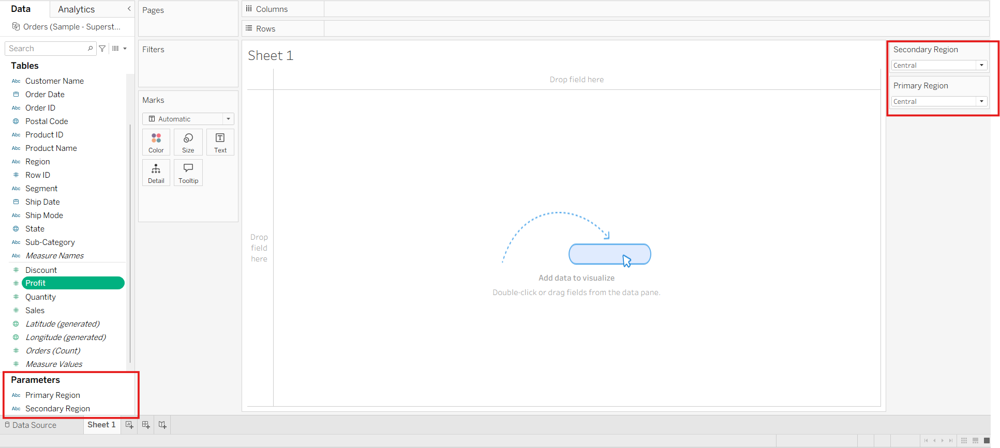 Data
Analytics
Orders (Sample - Superst...
Search
Tables
Abc Customer Name
Order Date
Abc Order ID
Postal Code
Abc Product ID
Abc Product Name
Abc Region
# Row ID
Abc Segment
Ship Date
Abc Ship Mode
State
Abc Sub-Category
Abc Measure Names
# Discount
# Profit
# Quantity
# Sales
Latitude (generated)
Longitude (generated)
# Orders (Count)
# Measure Values
Parameters
Abc Primary Region
Abc Secondary Region
Pages
Filters
Marks
T Automatic
Color
Size
T
Text
Detail
Tooltip
Columns
Rows
Sheet 1
Drop field here
Drop
field
here
Add data to visualize
Double-click or drag fields from the data pane.
Secondary Region
Central
Primary Region
Central
Data Source
Sheet 1